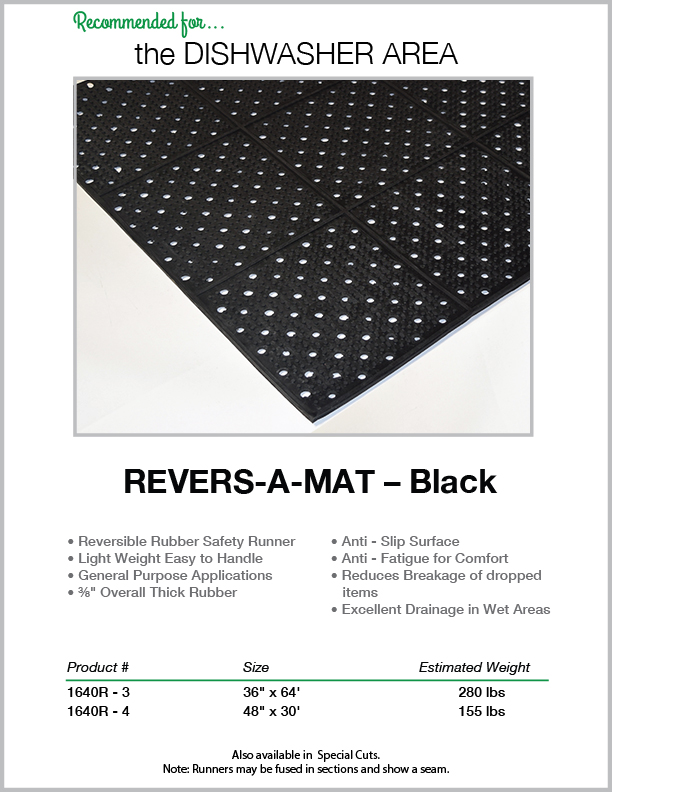 Recommended for...
the DISHWASHER AREA
REVERS-A-MAT – Black
• Reversible Rubber Safety Runner
• Light Weight Easy to Handle
• General Purpose Applications
• ⅜" Overall Thick Rubber
• Anti - Slip Surface
• Anti - Fatigue for Comfort
• Reduces Breakage of dropped
items
• Excellent Drainage in Wet Areas
Product # Size Estimated Weight
1640R - 3 36" x 64' 280 lbs
1640R - 4 48" x 30' 155 lbs
Also available in Special Cuts.
Note: Runners may be fused in sections and show a seam.